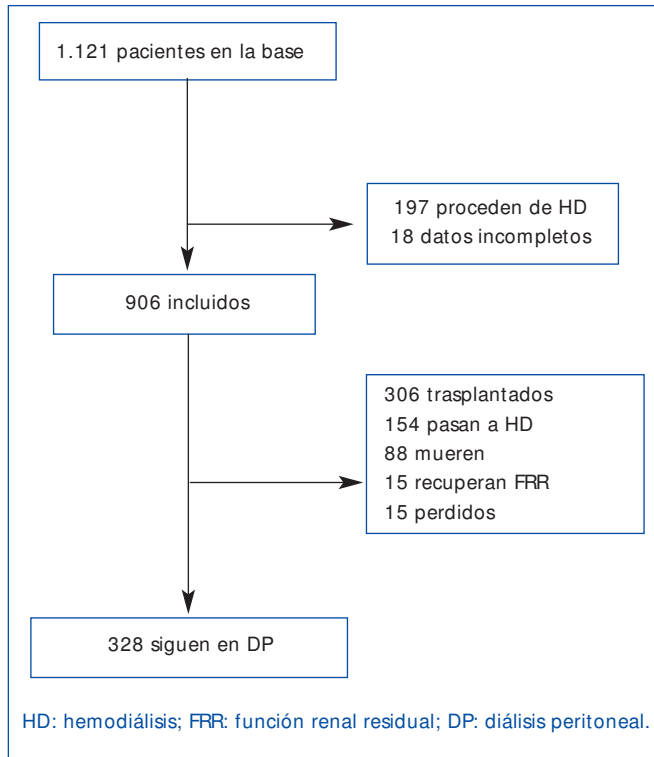 1.121 pacientes en la base
197 proceden de HD
18 datos incompletos
906 incluidos
306 trasplantados
154 pasan a HD
88 mueren
15 recuperan FRR
15 perdidos
328 siguen en DP
HD: hemodiálisis; FRR: función renal residual; DP: diálisis peritoneal.